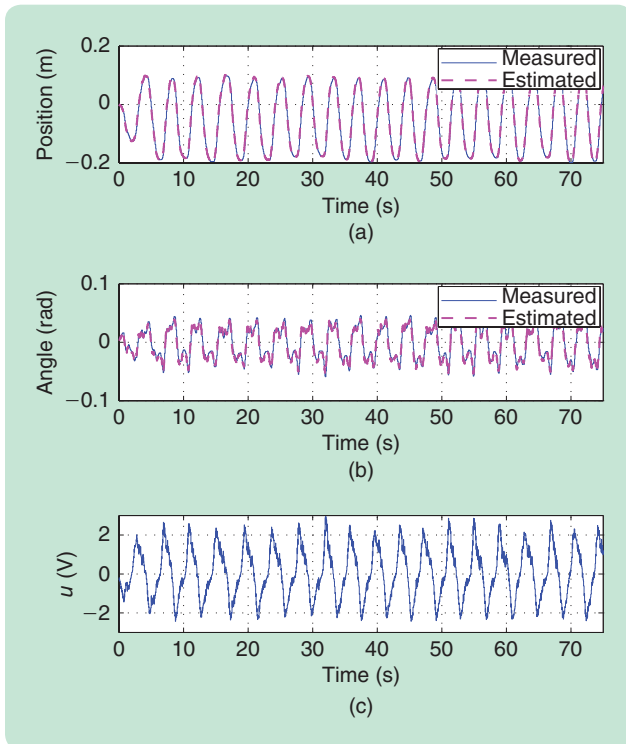 0.2
Measured
Estimated
Position (m)
0
−0.2
0 10 20 30 40 50 60 70
Time (s)
(a)
0.1
Measured
Estimated
Angle (rad)
0
−0.1
0 10 20 30 40 50 60 70
Time (s)
(b)
2
u (V)
0
−2
0 10 20 30 40 50 60 70
Time (s)
(c)